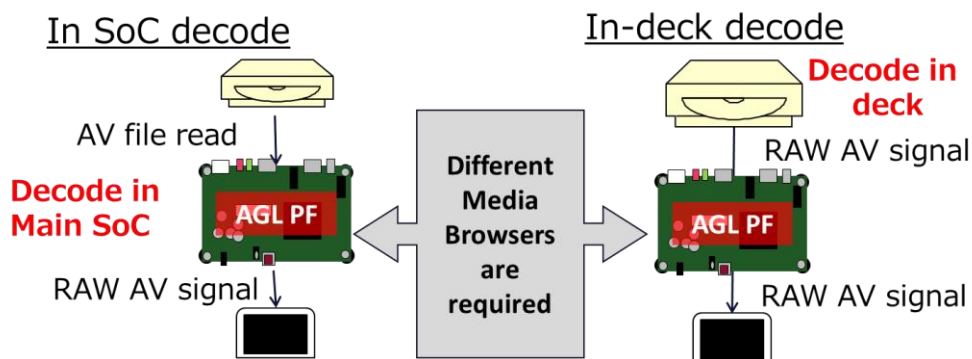 In SoC decode
AV file read
Decode in
Main SoC
AGL PF
RAW AV signal
Different
Media
Browsers
are
required
In-deck decode
Decode in
deck
RAW AV signal
AGL PF
RAW AV signal